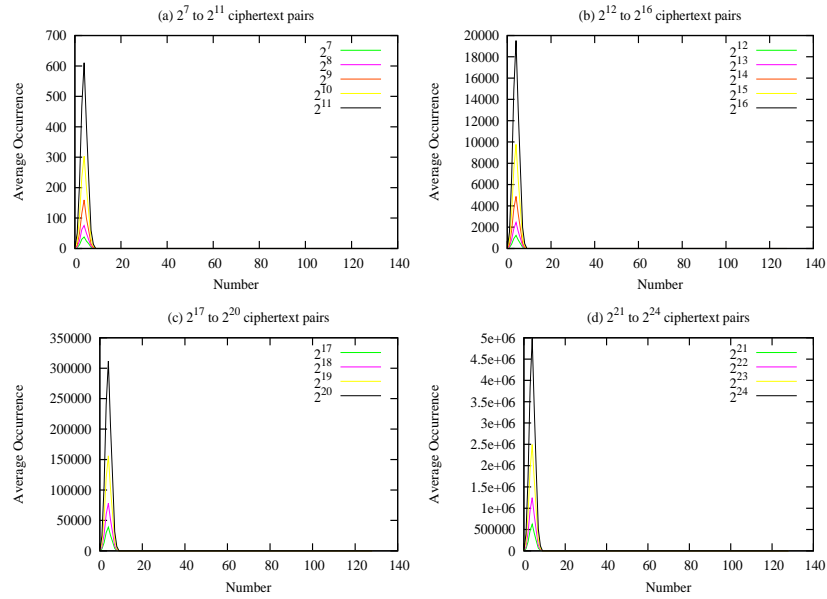 (a) 2^7 to 2^11 ciphertext pairs
700
600
500
400
300
200
100
0
0 20 40 60 80 100 120 140
Average Occurrence
Number
2^7
2^8
2^9
2^10
2^11
(b) 2^12 to 2^16 ciphertext pairs
20000
18000
16000
14000
12000
10000
8000
6000
4000
2000
0
0 20 40 60 80 100 120 140
Average Occurrence
Number
2^12
2^13
2^14
2^15
2^16
(c) 2^17 to 2^20 ciphertext pairs
350000
300000
250000
200000
150000
100000
50000
0
0 20 40 60 80 100 120 140
Average Occurrence
Number
2^17
2^18
2^19
2^20
(d) 2^21 to 2^24 ciphertext pairs
5e+06
4.5e+06
4e+06
3.5e+06
3e+06
2.5e+06
2e+06
1.5e+06
1e+06
500000
0
0 20 40 60 80 100 120 140
Average Occurrence
Number
2^21
2^22
2^23
2^24